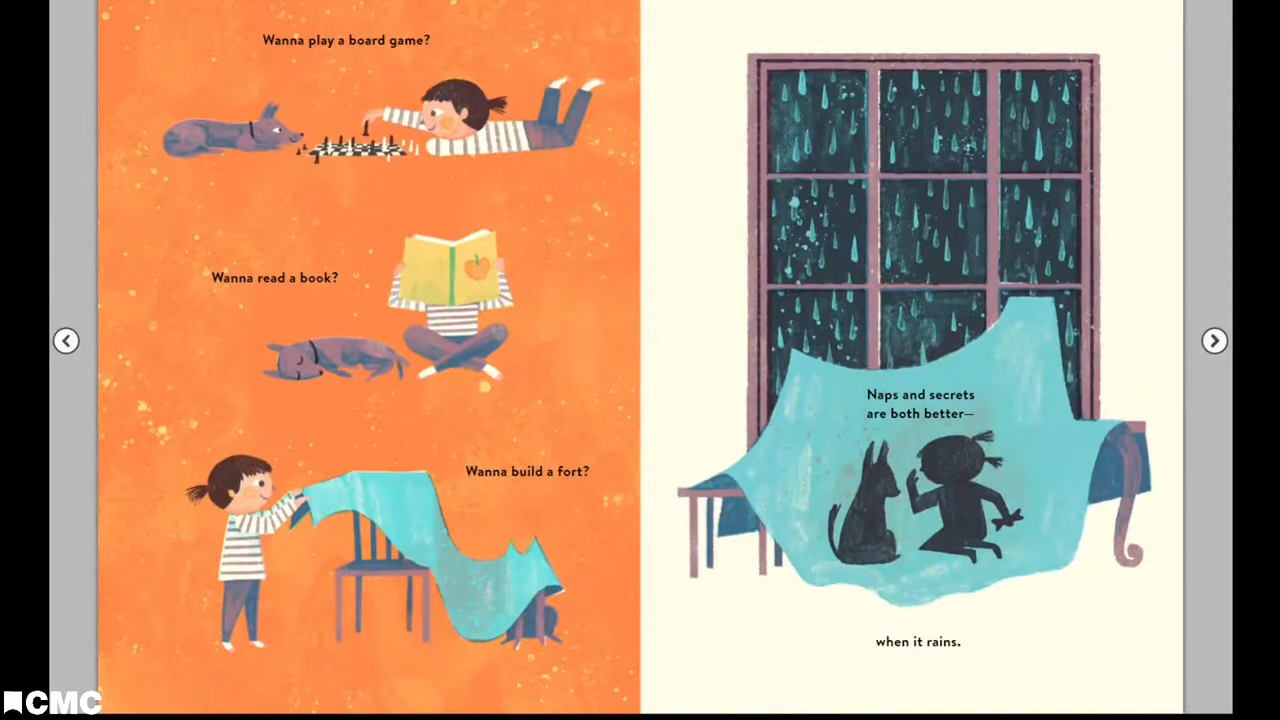 Wanna play a board game?
Wanna read a book?
Wanna build a fort?
Naps and secrets
are both better—
when it rains.
CMC